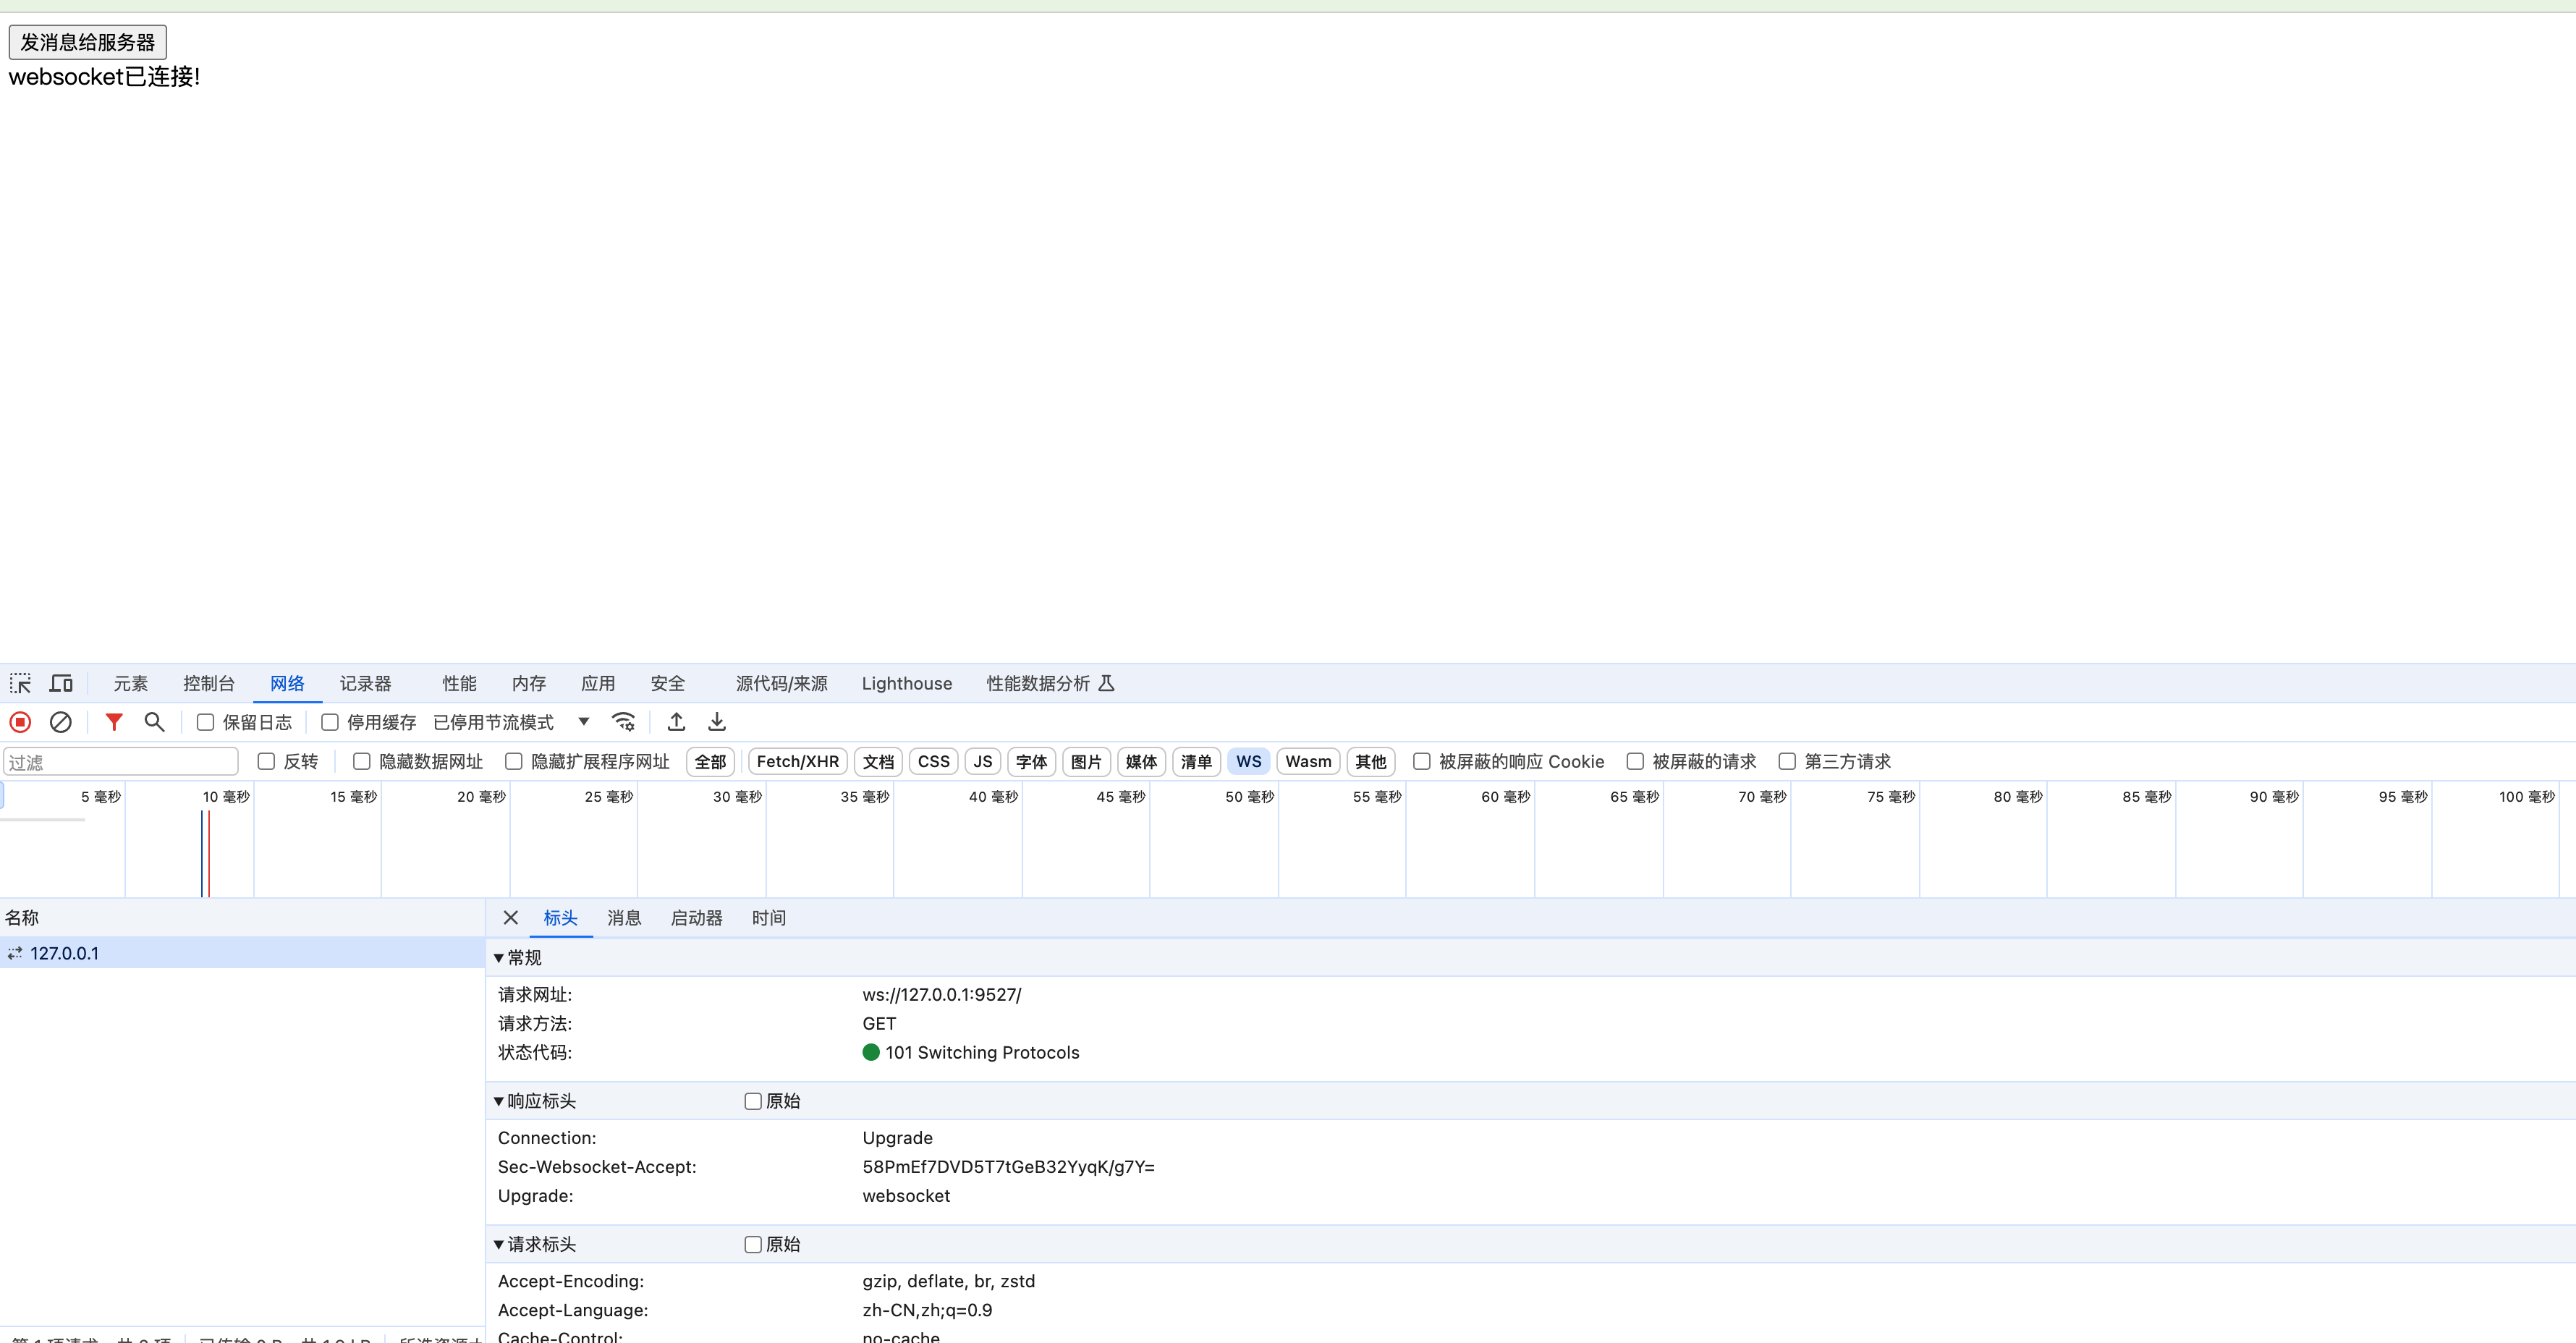 发消息给服务器
websocket已连接!
元素 控制台 网络 记录器 性能 内存 应用 安全 源代码/来源 Lighthouse 性能数据分析
保留日志 停用缓存 已停用节流模式
过滤 反转 隐藏数据网址 隐藏扩展程序网址 全部 Fetch/XHR 文档 CSS JS 字体 图片 媒体 清单 WS Wasm 其他 被屏蔽的响应 Cookie 被屏蔽的请求 第三方请求
5 毫秒 10 毫秒 15 毫秒 20 毫秒 25 毫秒 30 毫秒 35 毫秒 40 毫秒 45 毫秒 50 毫秒 55 毫秒 60 毫秒 65 毫秒 70 毫秒 75 毫秒 80 毫秒 85 毫秒 90 毫秒 95 毫秒 100 毫秒
名称 标头 消息 启动器 时间
127.0.0.1
常规
请求网址: ws://127.0.0.1:9527/
请求方法: GET
状态代码: 101 Switching Protocols
响应标头 原始
Connection: Upgrade
Sec-Websocket-Accept: 58PmEf7DVD5T7tGeB32YyqK/g7Y=
Upgrade: websocket
请求标头 原始
Accept-Encoding: gzip, deflate, br, zstd
Accept-Language: zh-CN,zh;q=0.9
Cache-Control: no-cache